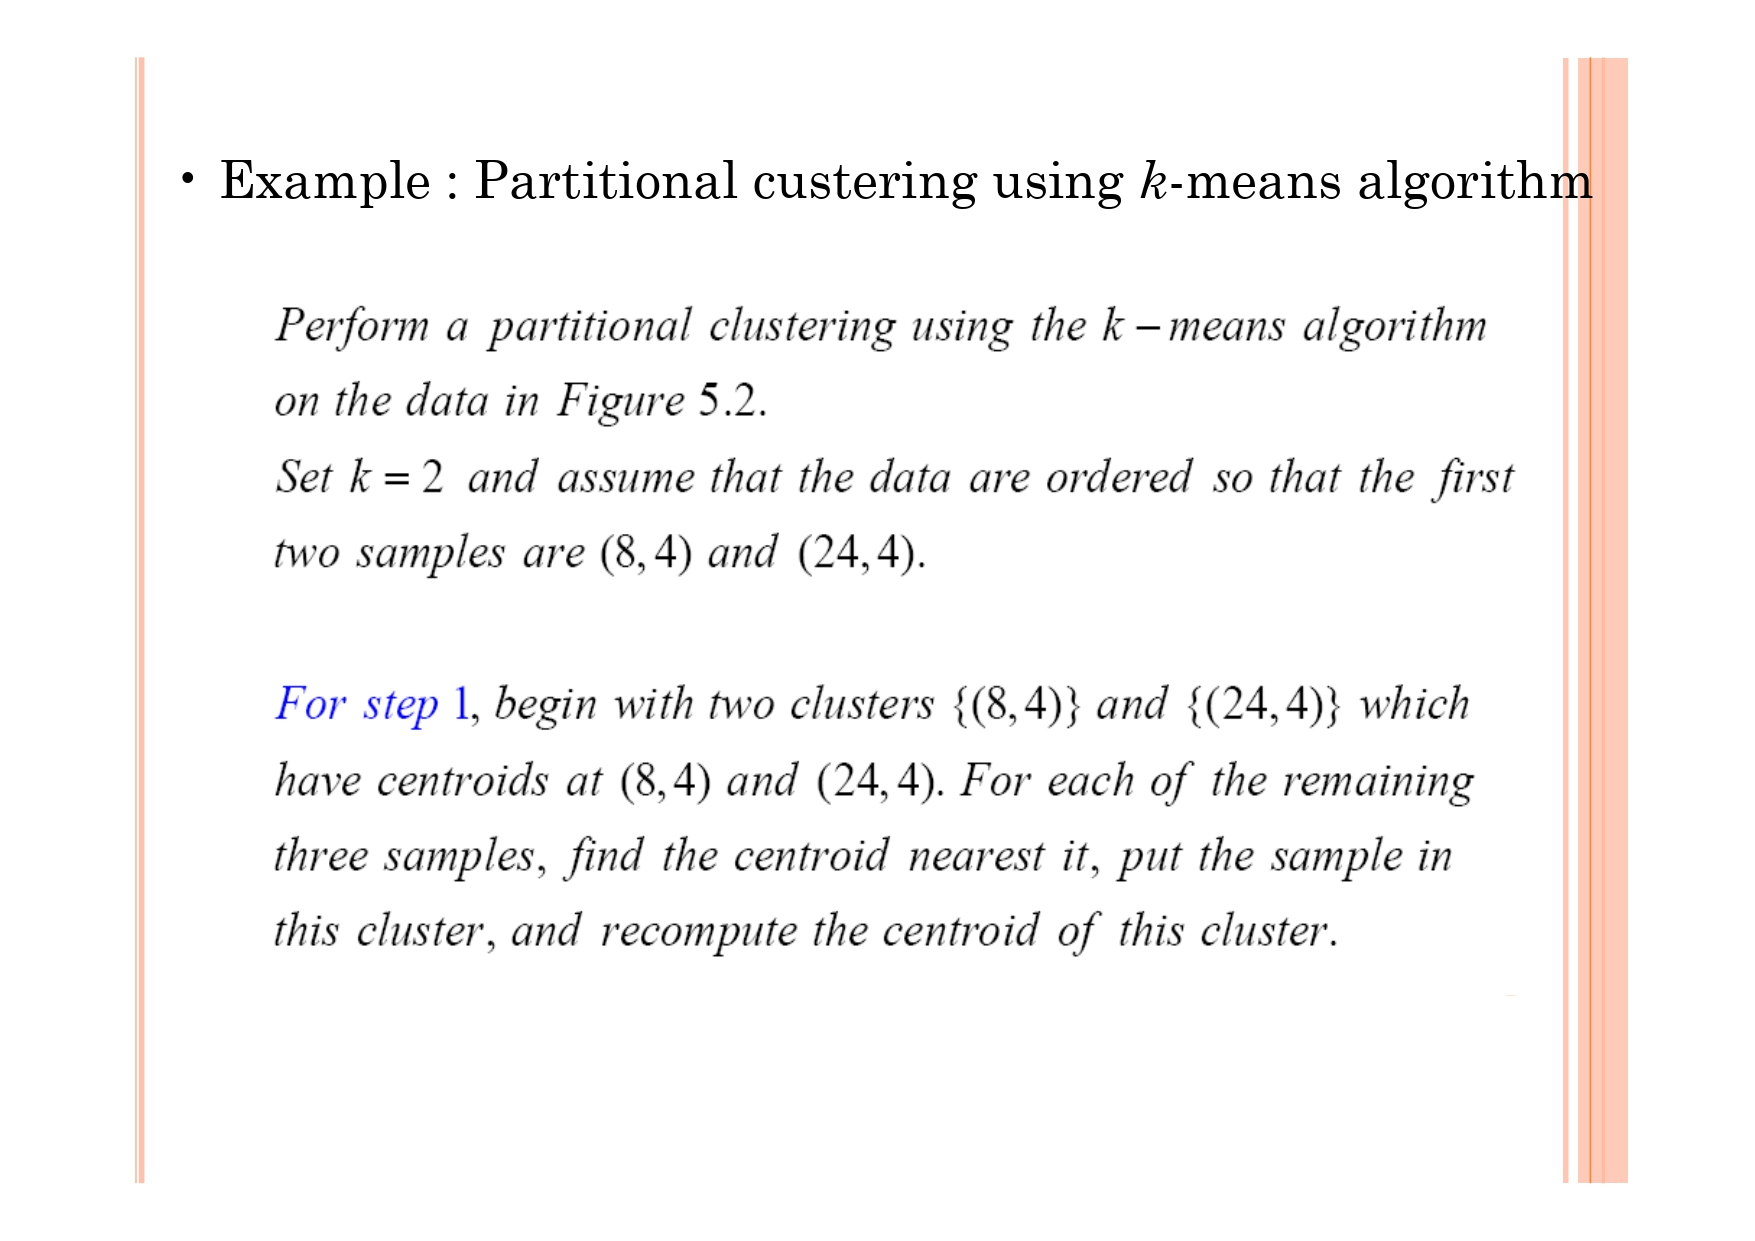 • Example : Partitional custering using k-means algorithm
Perform a partitional clustering using the k – means algorithm
on the data in Figure 5.2.
Set k = 2 and assume that the data are ordered so that the first
two samples are (8, 4) and (24, 4).
For step 1, begin with two clusters {(8, 4)} and {(24, 4)} which
have centroids at (8, 4) and (24, 4). For each of the remaining
three samples, find the centroid nearest it, put the sample in
this cluster, and recompute the centroid of this cluster.